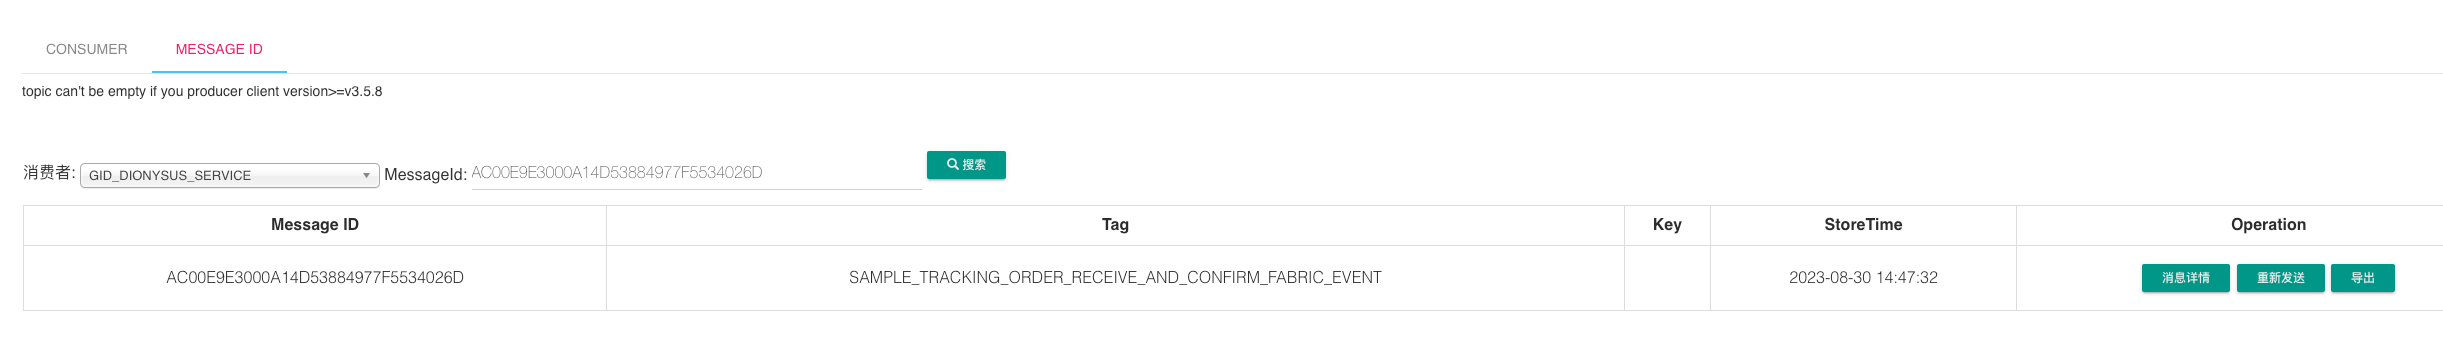 CONSUMER MESSAGE ID
topic can't be empty if you producer client version>=v3.5.8
消费者: GID_DIONYSUS_SERVICE MessageId: AC00E9E3000A14D53884977F5534026D 搜索
Message ID Tag Key StoreTime Operation
AC00E9E3000A14D53884977F5534026D SAMPLE_TRACKING_ORDER_RECEIVE_AND_CONFIRM_FABRIC_EVENT 2023-08-30 14:47:32 消息详情 重新发送 导出